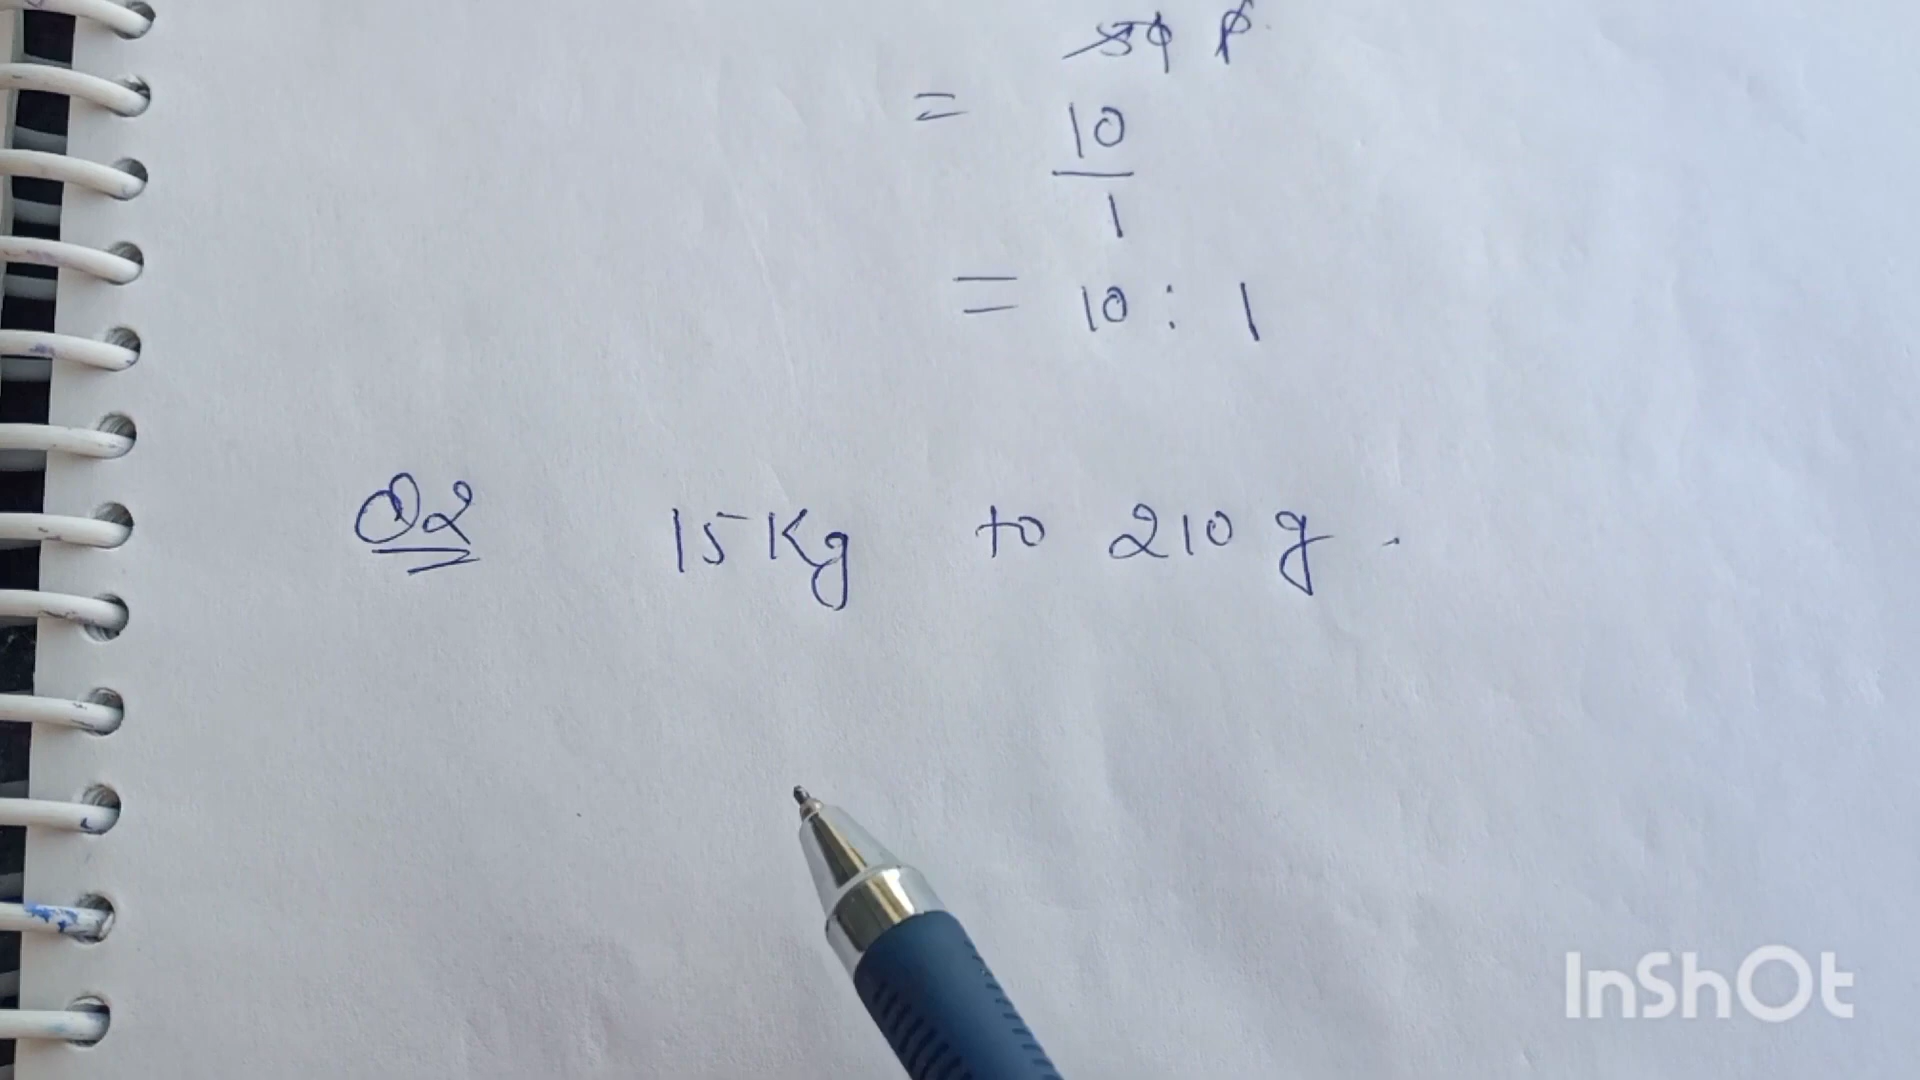 =
10
1
= 10 : 1
Q2 15 Kg to 210 g .
InShOt